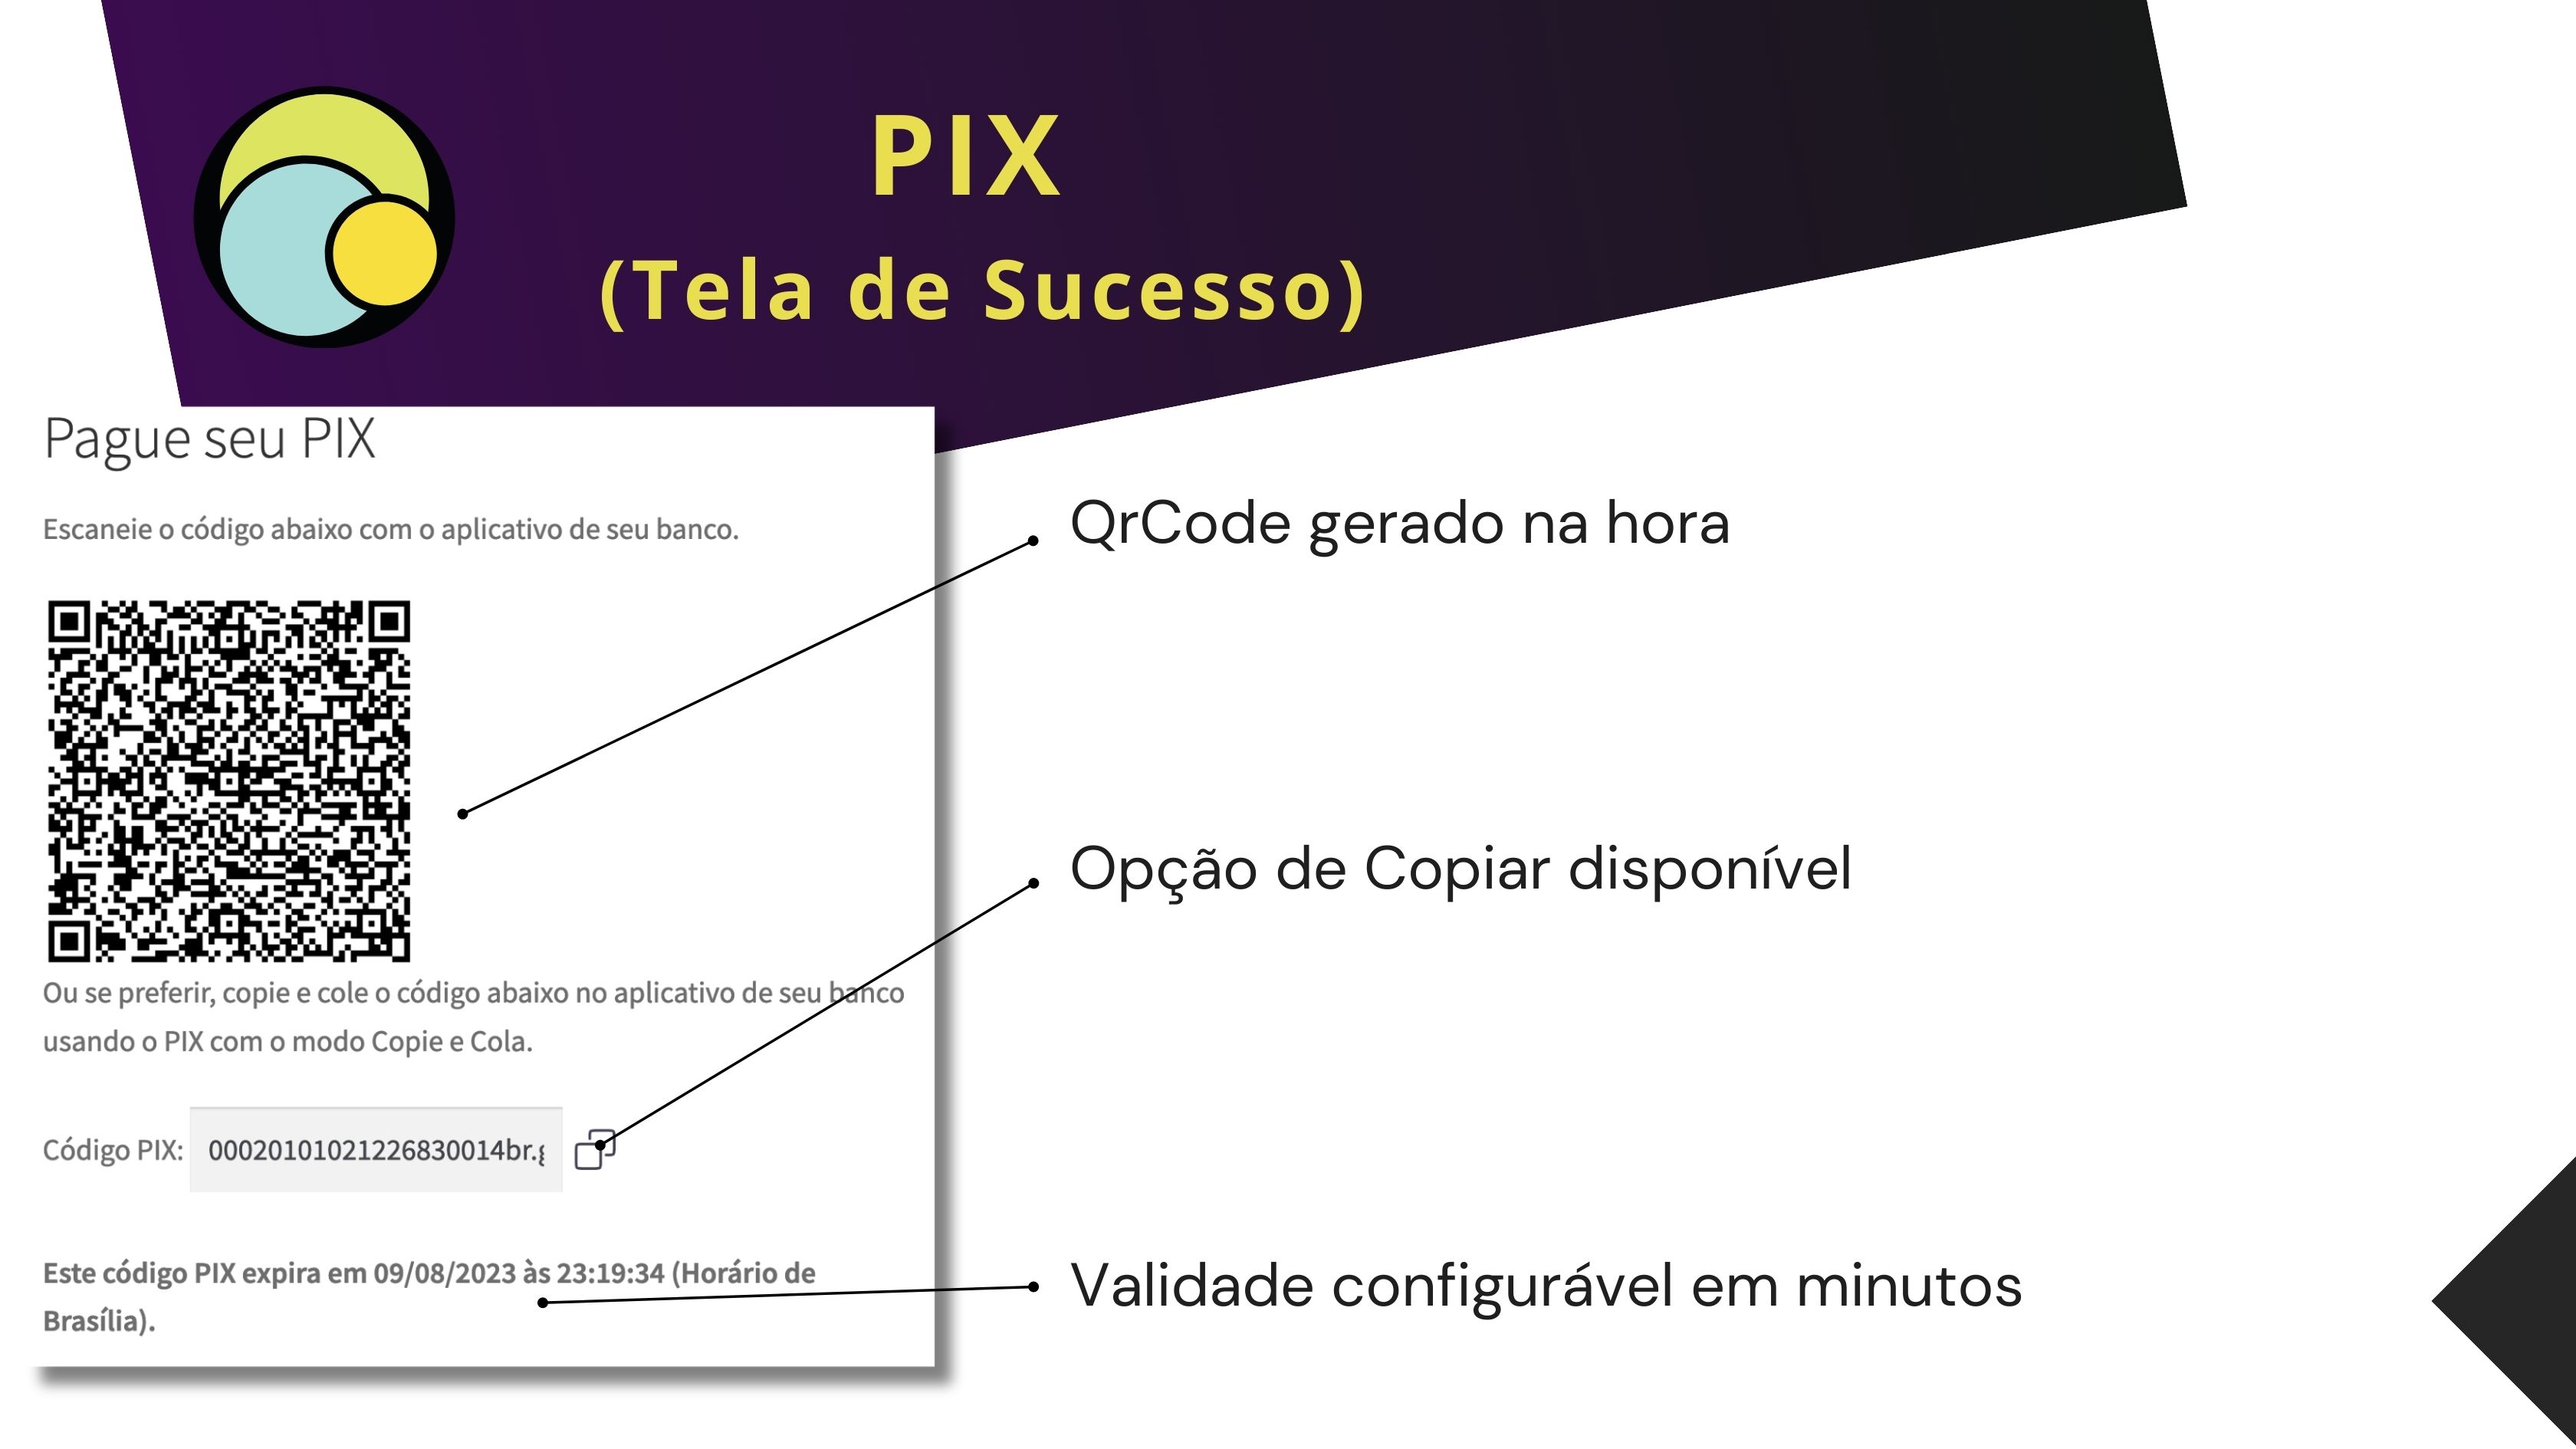 PIX
(Tela de Sucesso)
Pague seu PIX
Escaneie o código abaixo com o aplicativo de seu banco.
Ou se preferir, copie e cole o código abaixo no aplicativo de seu banco
usando o PIX com o modo Copie e Cola.
Código PIX: 00020101021226830014br.g
Este código PIX expira em 09/08/2023 às 23:19:34 (Horário de
Brasília).
QrCode gerado na hora
Opção de Copiar disponível
Validade configurável em minutos